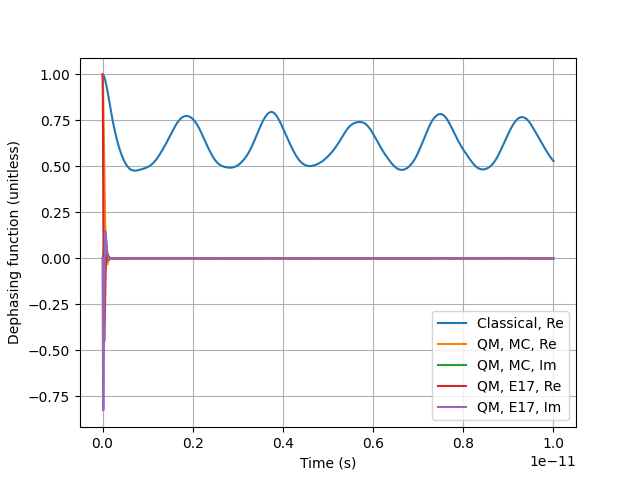 1.00
0.75
0.50
0.25
0.00
−0.25
−0.50
−0.75
Dephasing function (unitless)
Classical, Re
QM, MC, Re
QM, MC, Im
QM, E17, Re
QM, E17, Im
0.0 0.2 0.4 0.6 0.8 1.0
1e−11
Time (s)